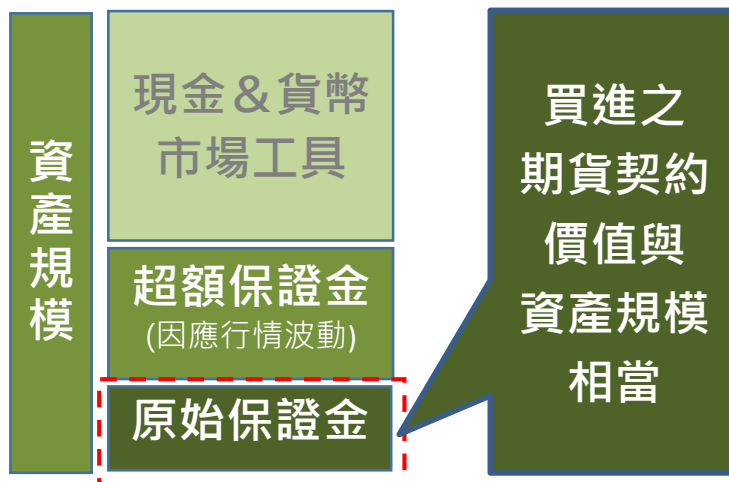 資產規模
現金＆貨幣
市場工具
超額保證金
(因應行情波動)
原始保證金
買進之
期貨契約
價值與
資產規模
相當